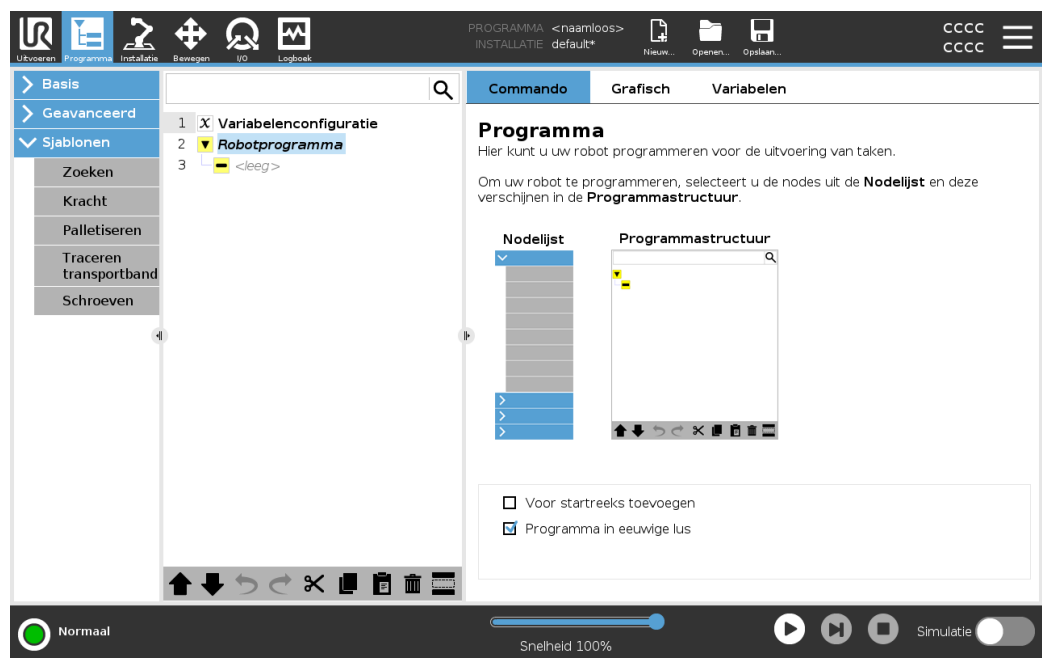 PROGRAMMA <naamloos>
INSTALLATIE default*
CCCC
CCCC
UR
Uitvoeren
Programma
Installatie
Bewegen
I/O
Logboek
Nieuw...
Openen...
Opslaan...
Basis
Geavanceerd
Sjablonen
Zoeken
Kracht
Palletiseren
Traceren
transportband
Schroeven
1 X Variabelenconfiguratie
2 Robotprogramma
3 <leeg>
Commando
Grafisch
Variabelen
Programma
Hier kunt u uw robot programmeren voor de uitvoering van taken.
Om uw robot te programmeren, selecteert u de nodes uit de Nodelijst en deze
verschijnen in de Programmastructuur.
Nodelijst
Programmastructuur
Voor startreeks toevoegen
Programma in eeuwige lus
Normaal
Snelheid 100%
Simulatie